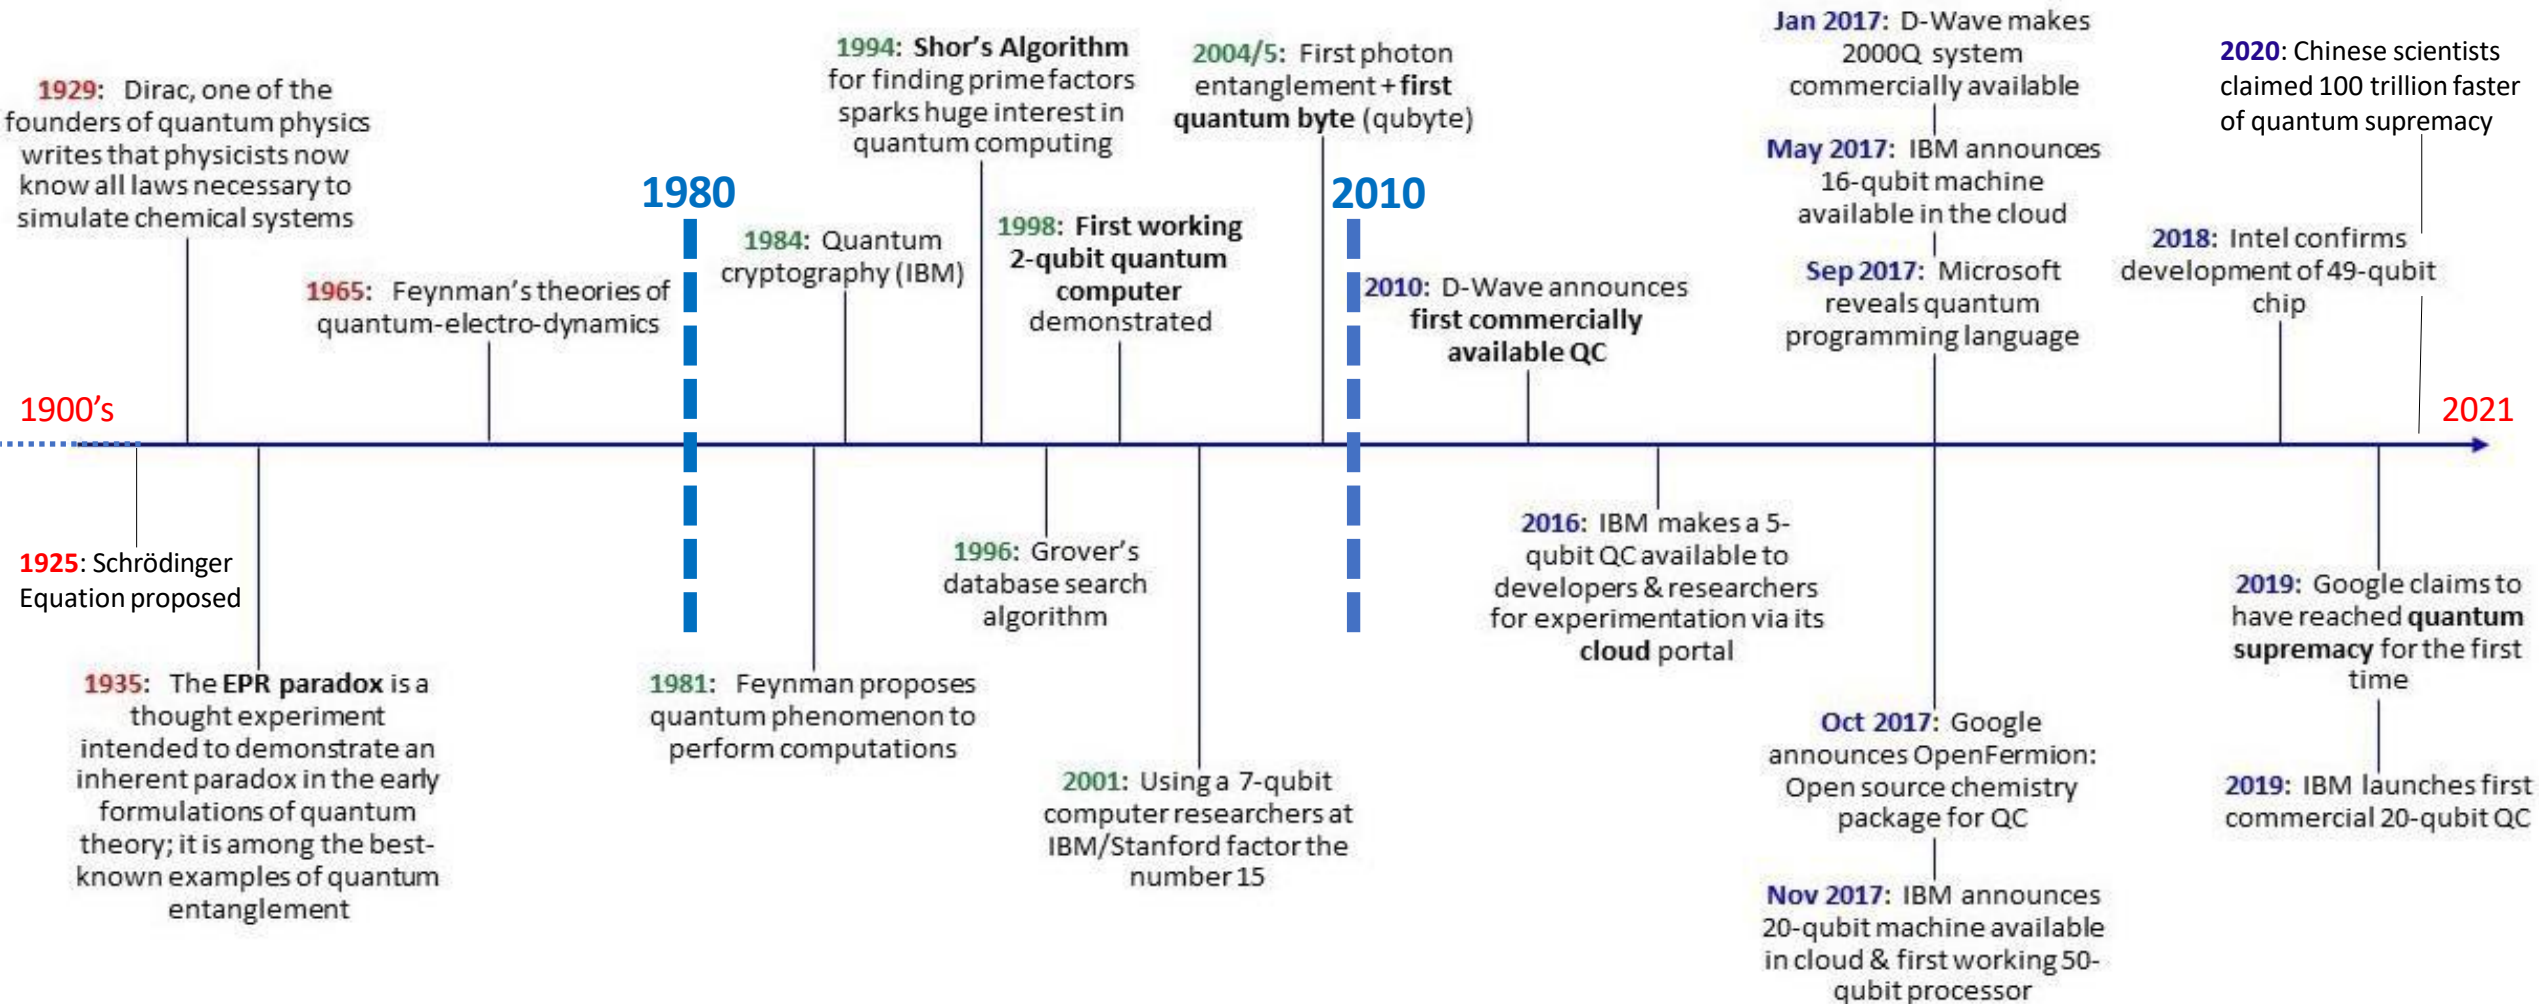 1929: Dirac, one of the
founders of quantum physics
writes that physicists now
know all laws necessary to
simulate chemical systems
1965: Feynman's theories of
quantum-electro-dynamics
1980
1984: Quantum
cryptography (IBM)
1994: Shor's Algorithm
for finding prime factors
sparks huge interest in
quantum computing
1998: First working
2-qubit quantum
computer
demonstrated
2004/5: First photon
entanglement + first
quantum byte (qubyte)
2010
2010: D-Wave announces
first commercially
available QC
Jan 2017: D-Wave makes
2000Q system
commercially available
May 2017: IBM announces
16-qubit machine
available in the cloud
Sep 2017: Microsoft
reveals quantum
programming language
2018: Intel confirms
development of 49-qubit
chip
2020: Chinese scientists
claimed 100 trillion faster
of quantum supremacy
1900's
2021
1925: Schrödinger
Equation proposed
1935: The EPR paradox is a
thought experiment
intended to demonstrate an
inherent paradox in the early
formulations of quantum
theory; it is among the best-
known examples of quantum
entanglement
1981: Feynman proposes
quantum phenomenon to
perform computations
1996: Grover's
database search
algorithm
2001: Using a 7-qubit
computer researchers at
IBM/Stanford factor the
number 15
2016: IBM makes a 5-
qubit QC available to
developers & researchers
for experimentation via its
cloud portal
Oct 2017: Google
announces OpenFermion:
Open source chemistry
package for QC
Nov 2017: IBM announces
20-qubit machine available
in cloud & first working 50-
qubit processor
2019: Google claims to
have reached quantum
supremacy for the first
time
2019: IBM launches first
commercial 20-qubit QC